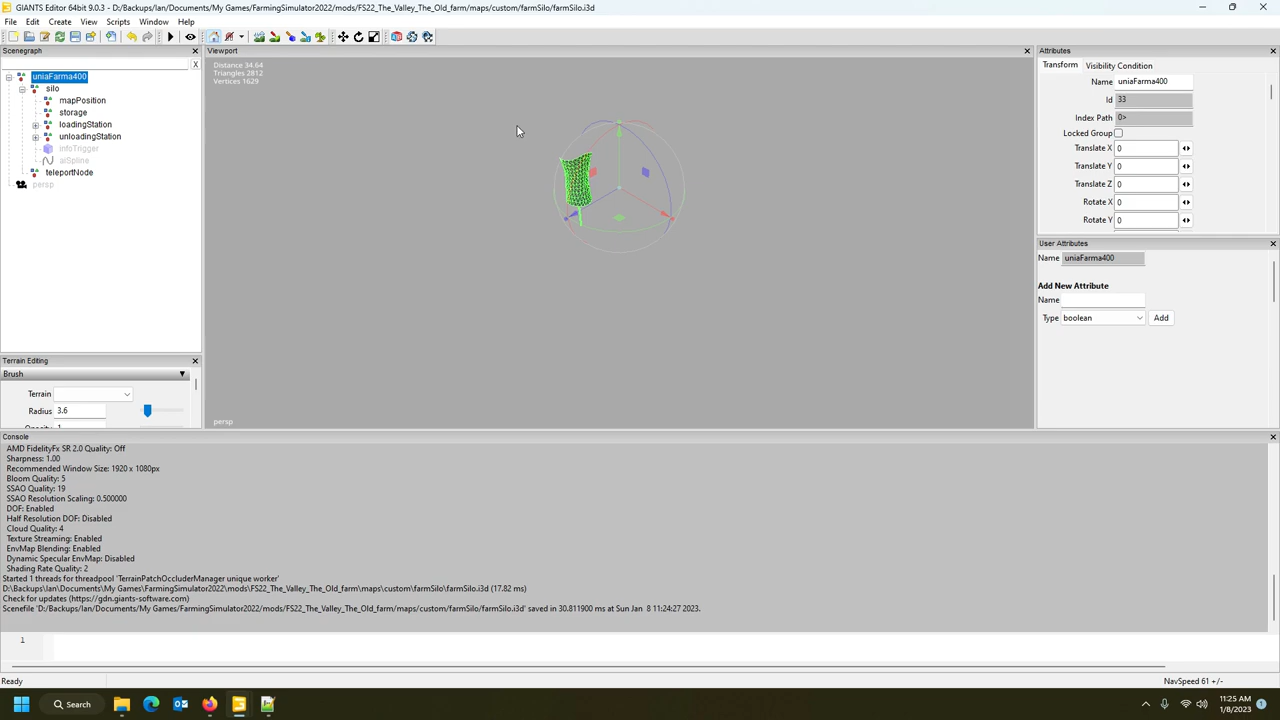 GIANTS Editor 64bit 9.0.3 - D:/Backups/Ian/Documents/My Games/FarmingSimulator2022/mods/FS22_The_Valley_The_Old_farm/maps/custom/farmSilo/farmSilo.i3d
File Edit Create View Scripts Window Help
Scenegraph
X
uniaFarma400
silo
mapPosition
storage
loadingStation
unloadingStation
infoTrigger
aiSpline
teleportNode
persp
Terrain Editing
Brush
Terrain
Radius 3.6
Viewport
Distance 34.64
Triangles 2812
Vertices 1629
persp
Attributes
Transform Visibility Condition
Name uniaFarma400
Id 33
Index Path 0>
Locked Group
Translate X 0
Translate Y 0
Translate Z 0
Rotate X 0
Rotate Y 0
User Attributes
Name uniaFarma400
Add New Attribute
Name
Type boolean Add
Console
AMD FidelityFx SR 2.0 Quality: Off
Sharpness: 1.00
Recommended Window Size: 1920 x 1080px
Bloom Quality: 5
SSAO Quality: 19
SSAO Resolution Scaling: 0.500000
DOF: Enabled
Half Resolution DOF: Disabled
Cloud Quality: 4
Texture Streaming: Enabled
EnvMap Blending: Enabled
Dynamic Specular EnvMap: Disabled
Shading Rate Quality: 2
Started 1 threads for threadpool 'TerrainPatchOccluderManager unique worker'
D:\Backups\Ian\Documents\My Games\FarmingSimulator2022\mods\FS22_The_Valley_The_Old_farm\maps\custom\farmSilo\farmSilo.i3d (17.82 ms)
Check for updates (https://gdn.giants-software.com)
Scenefile 'D:/Backups/Ian/Documents/My Games/FarmingSimulator2022/mods/FS22_The_Valley_The_Old_farm/maps/custom/farmSilo/farmSilo.i3d' saved in 30.811900 ms at Sun Jan  8 11:24:27 2023.
1
Ready
NavSpeed 61 +/-
Search
11:25 AM
1/8/2023